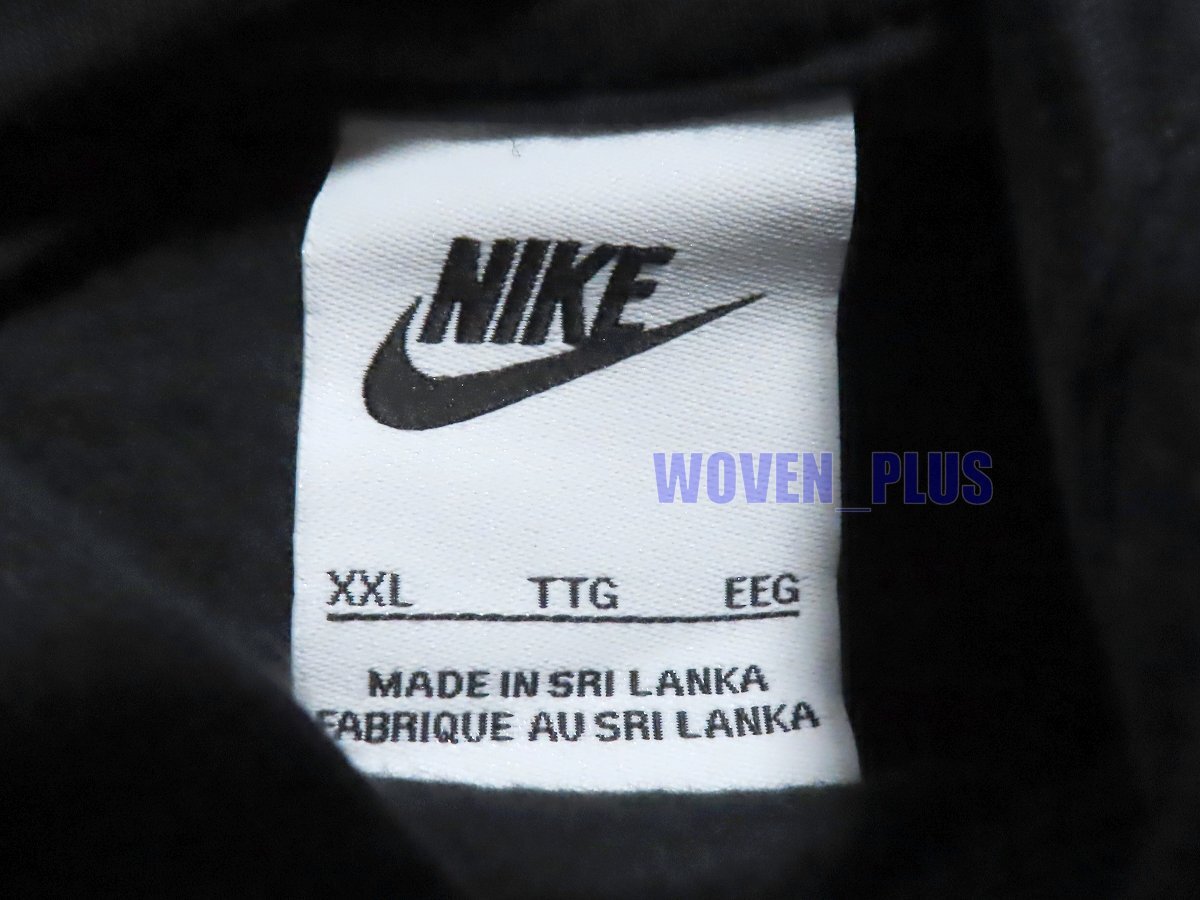 NIKE
WOVEN_PLUS
XXL TTG EEG
MADE IN SRI LANKA
FABRIQUE AU SRI LANKA